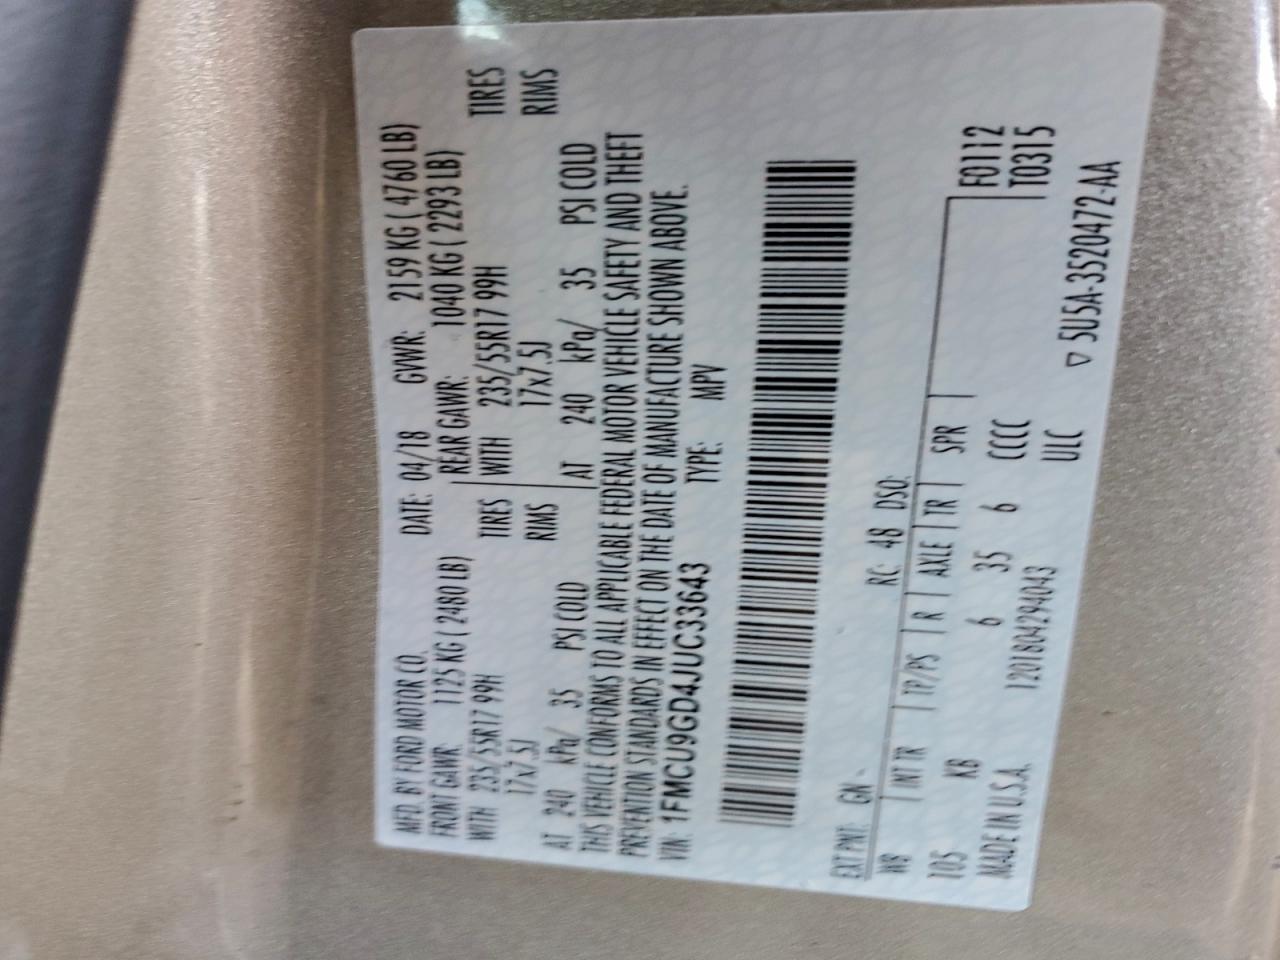 MFD. BY FORD MOTOR CO. DATE: 04/18 GVWR: 2159 KG ( 4760 LB)
FRONT GAWR: 1125 KG ( 2480 LB) REAR GAWR: 1040 KG ( 2293 LB)
WITH 235/55R17 99H TIRES WITH 235/55R17 99H TIRES
17x7.5J RIMS 17x7.5J RIMS
AT 240 kPa/ 35 PSI COLD AT 240 kPa/ 35 PSI COLD
THIS VEHICLE CONFORMS TO ALL APPLICABLE FEDERAL MOTOR VEHICLE SAFETY AND THEFT
PREVENTION STANDARDS IN EFFECT ON THE DATE OF MANUFACTURE SHOWN ABOVE.
VIN: 1FMCU9GD4JUC33643 TYPE: MPV
EXT PNT: GN - RC: 48 DSO:
WB INT TR TP/PS R AXLE TR SPR F0112
105 KB 6 35 6 CCCC T0315
MADE IN U.S.A. 120180429404​3 ULC
▽ 5U5A-3520472-AA